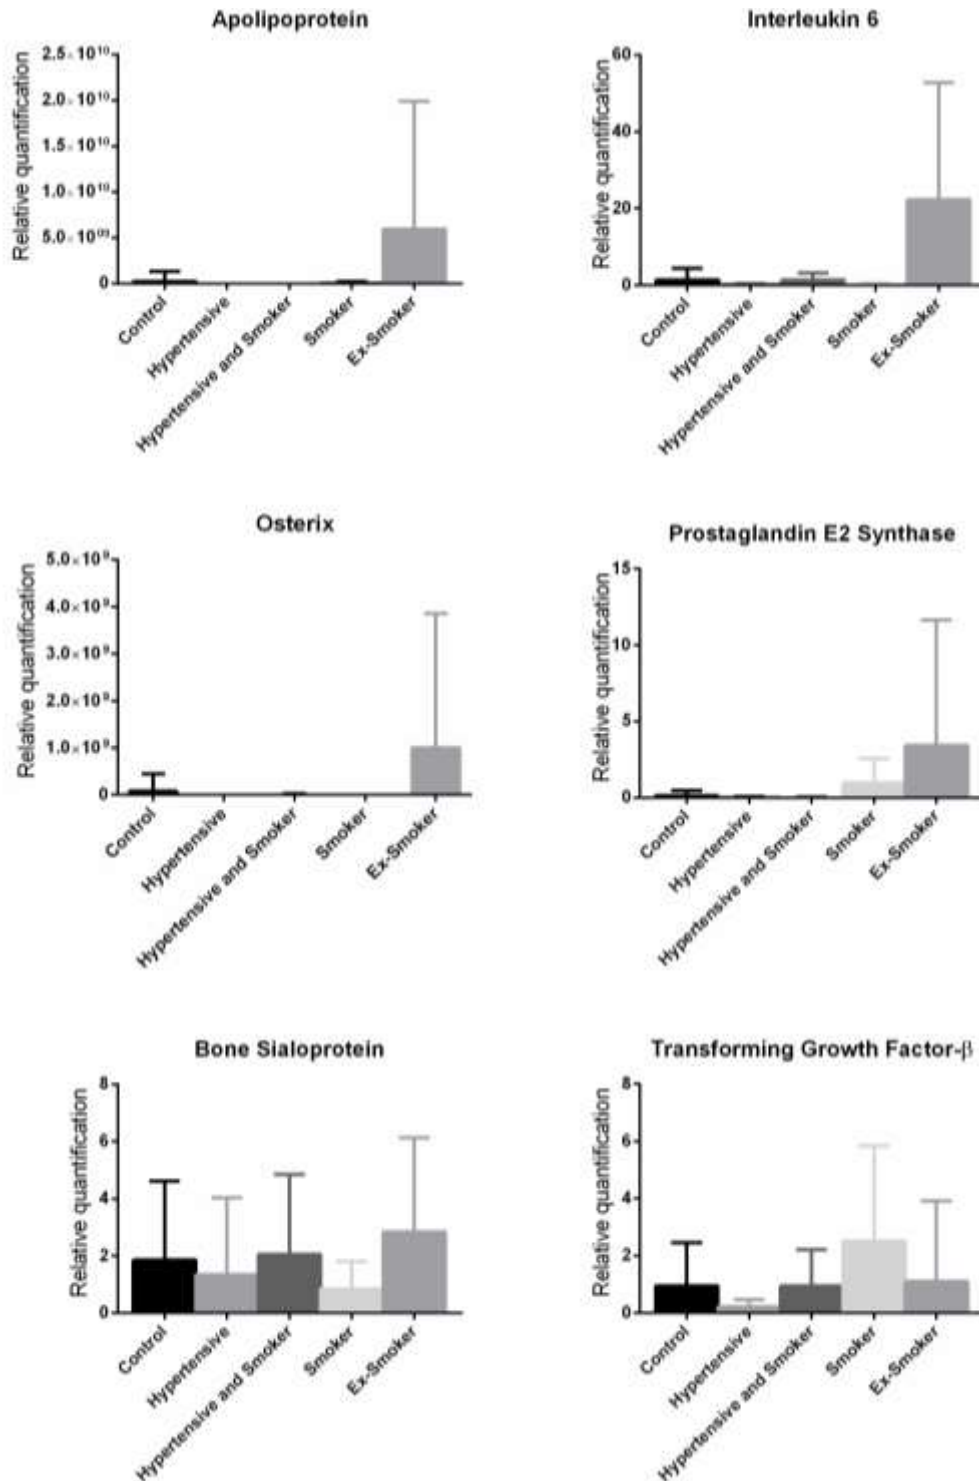 Apolipoprotein
Relative quantification
2.5×10¹⁰
2.0×10¹⁰
1.5×10¹⁰
1.0×10¹⁰
5.0×10⁰⁹
0
Control
Hypertensive
Hypertensive and Smoker
Smoker
Ex-Smoker
Interleukin 6
Relative quantification
60
40
20
0
Control
Hypertensive
Hypertensive and Smoker
Smoker
Ex-Smoker
Osterix
Relative quantification
5.0×10⁹
4.0×10⁹
3.0×10⁹
2.0×10⁹
1.0×10⁹
0
Control
Hypertensive
Hypertensive and Smoker
Smoker
Ex-Smoker
Prostaglandin E2 Synthase
Relative quantification
15
10
5
0
Control
Hypertensive
Hypertensive and Smoker
Smoker
Ex-Smoker
Bone Sialoprotein
Relative quantification
8
6
4
2
0
Control
Hypertensive
Hypertensive and Smoker
Smoker
Ex-Smoker
Transforming Growth Factor-β
Relative quantification
8
6
4
2
0
Control
Hypertensive
Hypertensive and Smoker
Smoker
Ex-Smoker